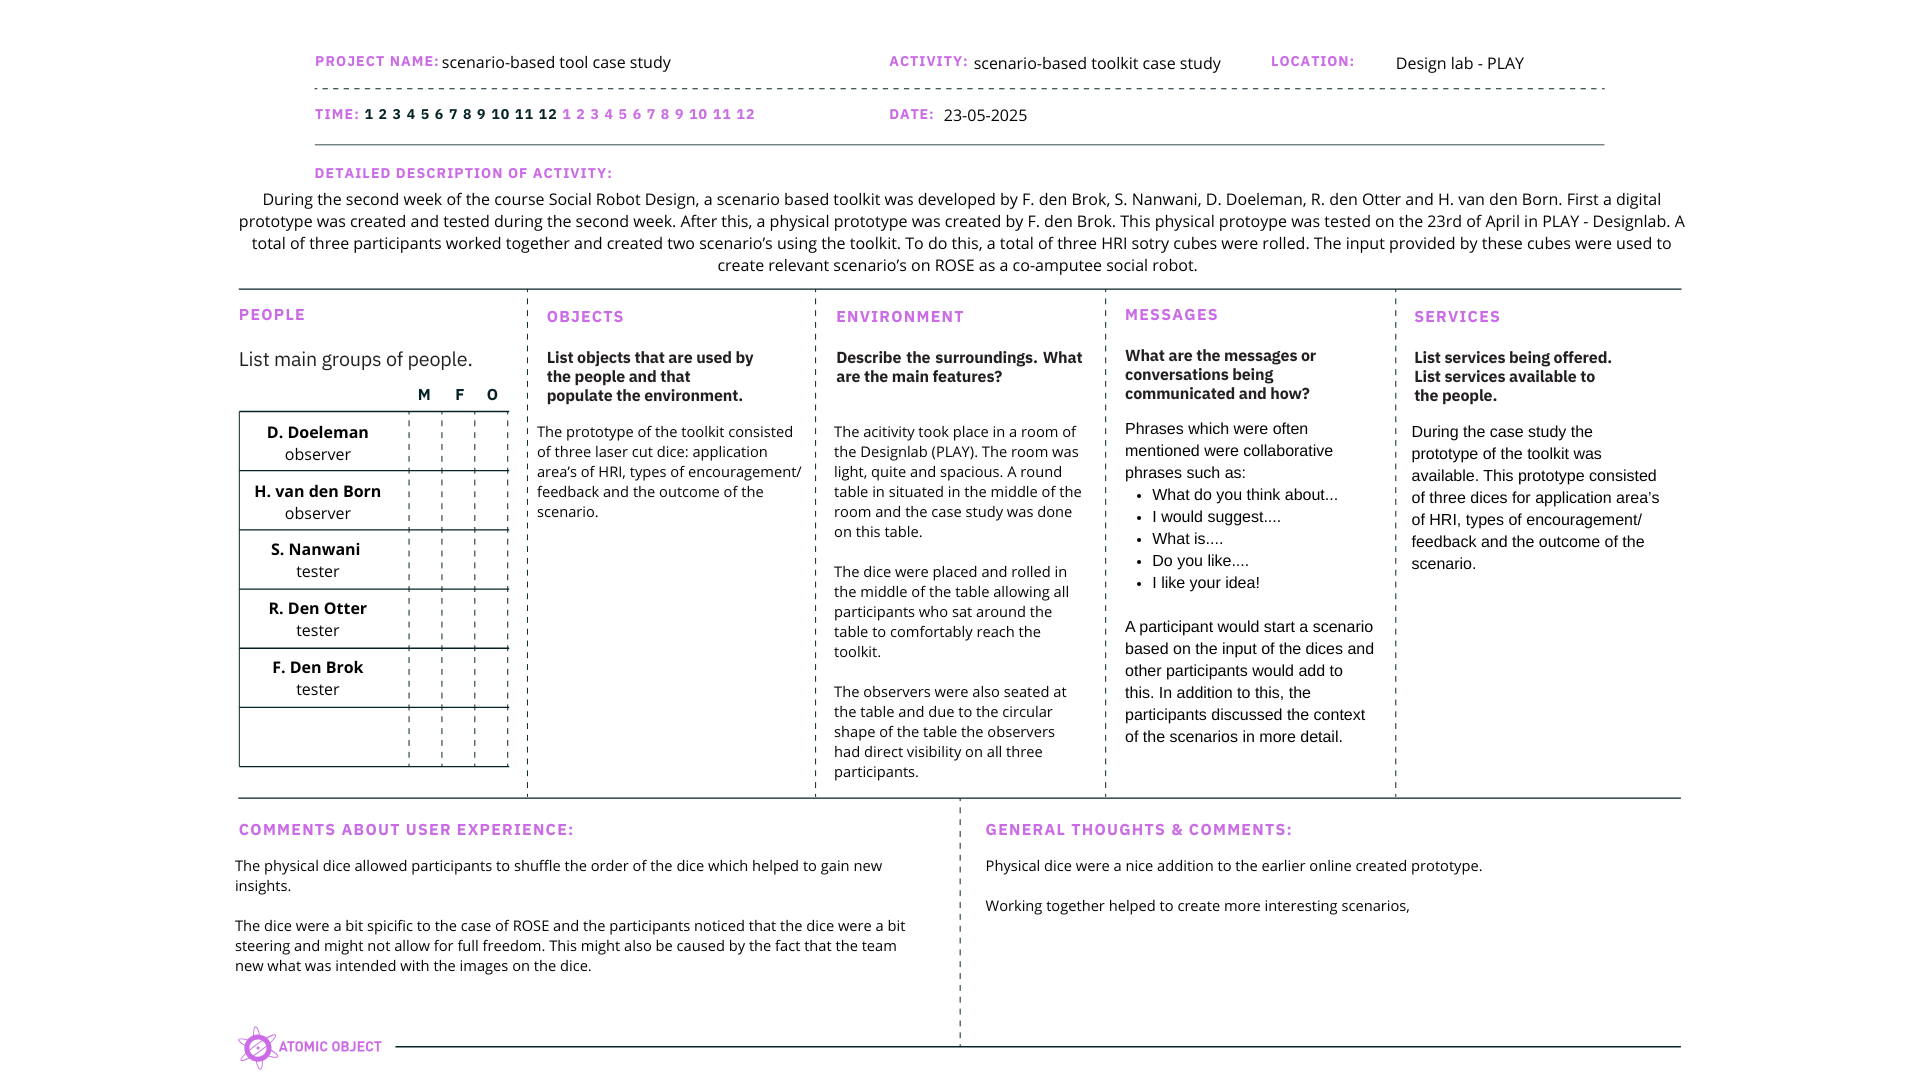 PROJECT NAME: scenario-based tool case study
ACTIVITY: scenario-based toolkit case study
LOCATION: Design lab - PLAY
TIME: 1 2 3 4 5 6 7 8 9 10 11 12 1 2 3 4 5 6 7 8 9 10 11 12
DATE: 23-05-2025
DETAILED DESCRIPTION OF ACTIVITY:
During the second week of the course Social Robot Design, a scenario based toolkit was developed by F. den Brok, S. Nanwani, D. Doeleman, R. den Otter and H. van den Born. First a digital
prototype was created and tested during the second week. After this, a physical prototype was created by F. den Brok. This physical protoype was tested on the 23rd of April in PLAY - Designlab. A
total of three participants worked together and created two scenario’s using the toolkit. To do this, a total of three HRI sotry cubes were rolled. The input provided by these cubes were used to
create relevant scenario’s on ROSE as a co-amputee social robot.
PEOPLE
List main groups of people.
M F O
D. Doeleman
observer
H. van den Born
observer
S. Nanwani
tester
R. Den Otter
tester
F. Den Brok
tester
OBJECTS
List objects that are used by
the people and that
populate the environment.
The prototype of the toolkit consisted
of three laser cut dice: application
area’s of HRI, types of encouragement/
feedback and the outcome of the
scenario.
ENVIRONMENT
Describe the surroundings. What
are the main features?
The acitivity took place in a room of
the Designlab (PLAY). The room was
light, quite and spacious. A round
table in situated in the middle of the
room and the case study was done
on this table.
The dice were placed and rolled in
the middle of the table allowing all
participants who sat around the
table to comfortably reach the
toolkit.
The observers were also seated at
the table and due to the circular
shape of the table the observers
had direct visibility on all three
participants.
MESSAGES
What are the messages or
conversations being
communicated and how?
Phrases which were often
mentioned were collaborative
phrases such as:
• What do you think about...
• I would suggest....
• What is....
• Do you like....
• I like your idea!
A participant would start a scenario
based on the input of the dices and
other participants would add to
this. In addition to this, the
participants discussed the context
of the scenarios in more detail.
SERVICES
List services being offered.
List services available to
the people.
During the case study the
prototype of the toolkit was
available. This prototype consisted
of three dices for application area’s
of HRI, types of encouragement/
feedback and the outcome of the
scenario.
COMMENTS ABOUT USER EXPERIENCE:
The physical dice allowed participants to shuffle the order of the dice which helped to gain new
insights.
The dice were a bit spicific to the case of ROSE and the participants noticed that the dice were a bit
steering and might not allow for full freedom. This might also be caused by the fact that the team
new what was intended with the images on the dice.
GENERAL THOUGHTS & COMMENTS:
Physical dice were a nice addition to the earlier online created prototype.
Working together helped to create more interesting scenarios,
ATOMIC OBJECT